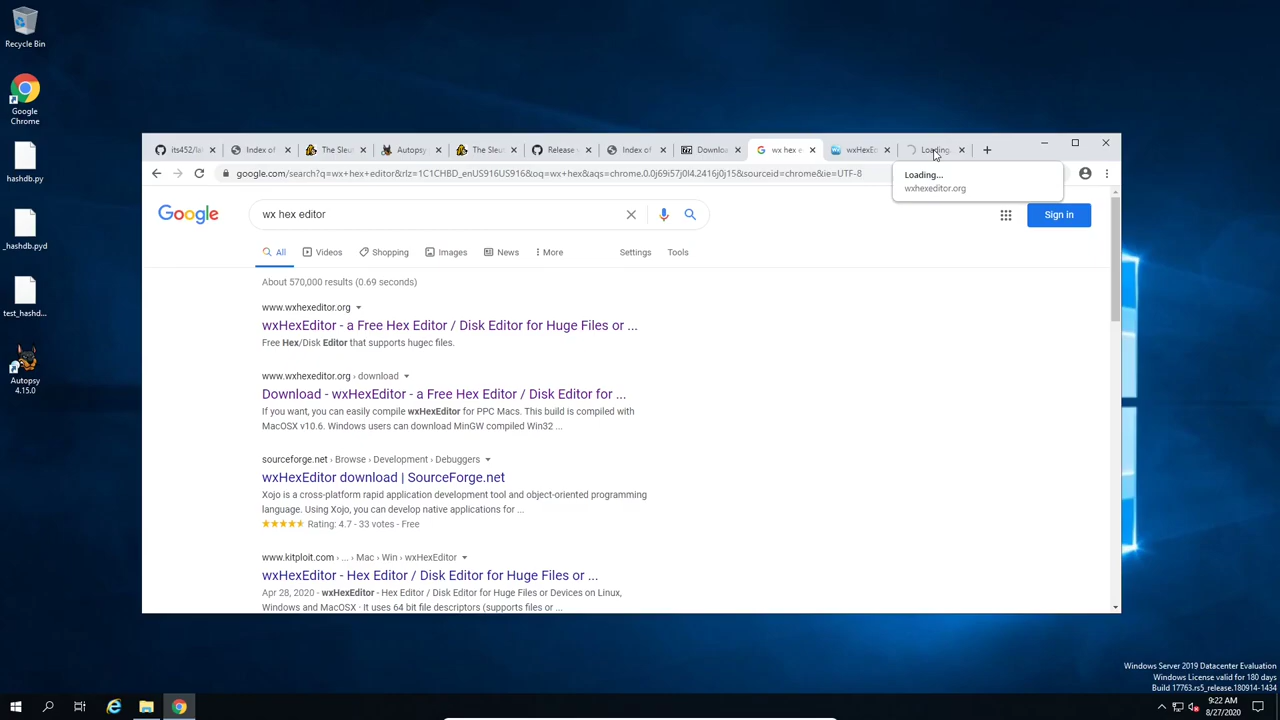 Recycle Bin
Google
Chrome
hashdb.py
_hashdb.pyd
test_hashd...
Autopsy
4.15.0
its452/la
Index of
The Sleu
Autopsy
The Sleu
Release v
Index of
Downloa
wx hex e
wxHexEd
Loading
google.com/search?q=wx+hex+editor&rlz=1C1CHBD_enUS916US916&oq=wx+hex&aqs=chrome.0.0j69i57j0l4.2416j0j15&sourceid=chrome&ie=UTF-8
Loading...
wxhexeditor.org
Google
wx hex editor
Sign in
All
Videos
Shopping
Images
News
More
Settings
Tools
About 570,000 results (0.69 seconds)
www.wxhexeditor.org
wxHexEditor - a Free Hex Editor / Disk Editor for Huge Files or ...
Free Hex/Disk Editor that supports hugec files.
www.wxhexeditor.org › download
Download - wxHexEditor - a Free Hex Editor / Disk Editor for ...
If you want, you can easily compile wxHexEditor for PPC Macs. This build is compiled with
MacOSX v10.6. Windows users can download MinGW compiled Win32 ...
sourceforge.net › Browse › Development › Debuggers
wxHexEditor download | SourceForge.net
Xojo is a cross-platform rapid application development tool and object-oriented programming
language. Using Xojo, you can develop native applications for ...
Rating: 4.7 - 33 votes - Free
www.kitploit.com › ... › Mac › Win › wxHexEditor
wxHexEditor - Hex Editor / Disk Editor for Huge Files or ...
Apr 28, 2020 - wxHexEditor - Hex Editor / Disk Editor for Huge Files or Devices on Linux,
Windows and MacOSX · It uses 64 bit file descriptors (supports files or ...
Windows Server 2019 Datacenter Evaluation
Windows License valid for 180 days
Build 17763.rs5_release.180914-1434
9:22 AM
8/27/2020